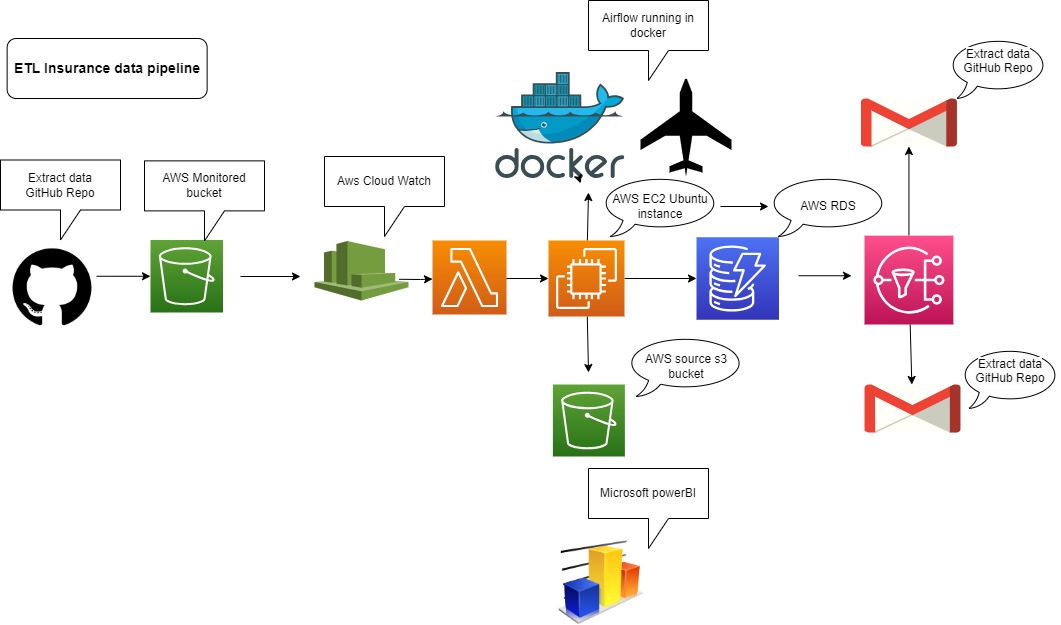 Airflow running in
docker
ETL Insurance data pipeline
Extract data
GitHub Repo
docker
Extract data
GitHub Repo
AWS Monitored
bucket
Aws Cloud Watch
AWS EC2 Ubuntu
instance
AWS RDS
AWS source s3
bucket
Extract data
GitHub Repo
Microsoft powerBI